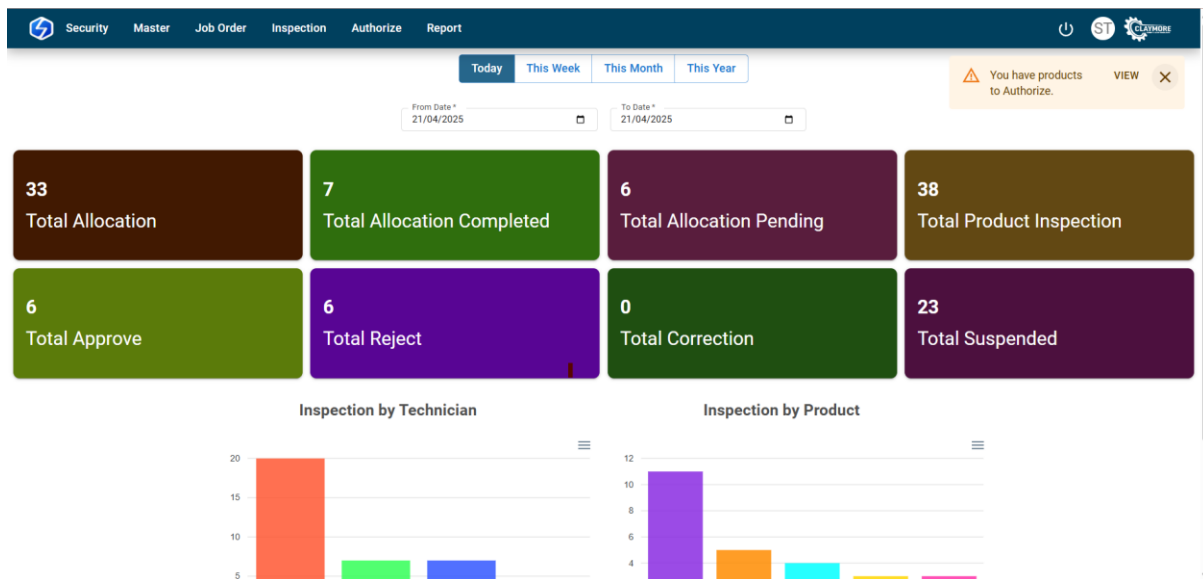 Security Master Job Order Inspection Authorize Report ST CLAYMORE
Today This Week This Month This Year
You have products VIEW
to Authorize.
From Date * To Date *
21/04/2025 21/04/2025
33 7 6 38
Total Allocation Total Allocation Completed Total Allocation Pending Total Product Inspection
6 6 0 23
Total Approve Total Reject Total Correction Total Suspended
Inspection by Technician Inspection by Product
20 12
15 10
10 8
5 6
4